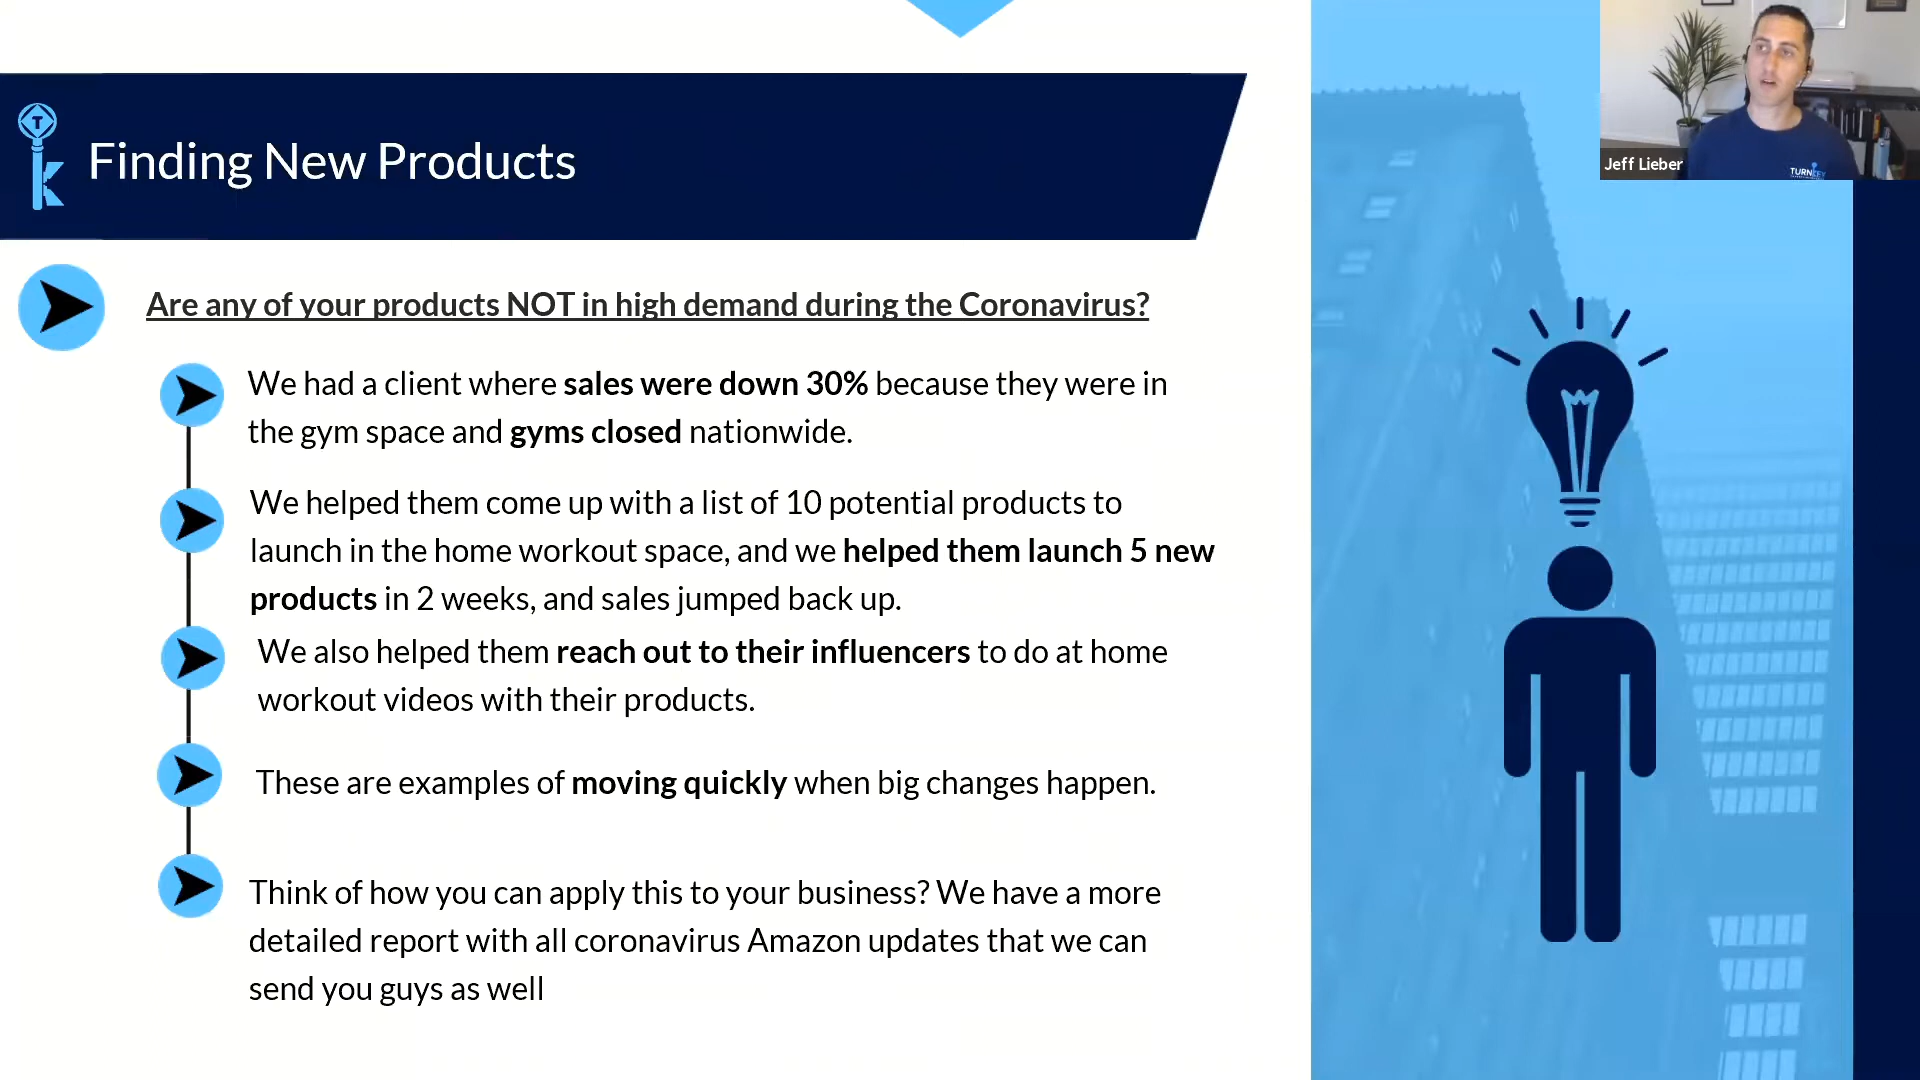 Finding New Products
Jeff Lieber
TURNKEY
Are any of your products NOT in high demand during the Coronavirus?
We had a client where sales were down 30% because they were in
the gym space and gyms closed nationwide.
We helped them come up with a list of 10 potential products to
launch in the home workout space, and we helped them launch 5 new
products in 2 weeks, and sales jumped back up.
We also helped them reach out to their influencers to do at home
workout videos with their products.
These are examples of moving quickly when big changes happen.
Think of how you can apply this to your business? We have a more
detailed report with all coronavirus Amazon updates that we can
send you guys as well